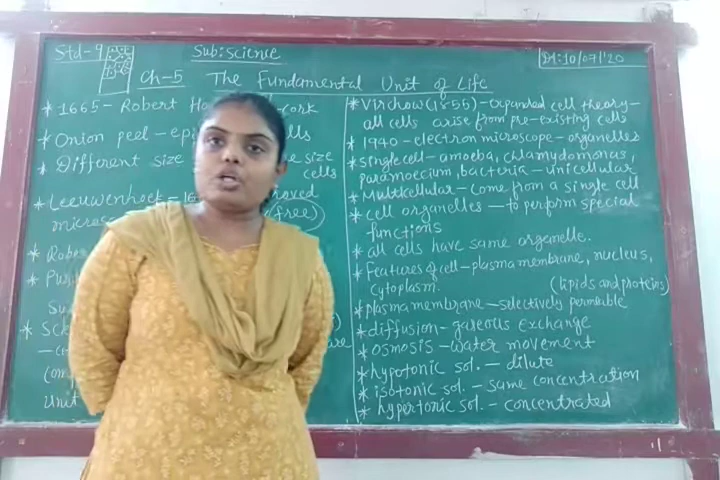 Std-9
Sub: science
Dt:10/07/'20
Ch-5 The Fundamental Unit of Life
* 1665- Robert cork
* Onion peel-
* Different size size
cells
* Leeuwenhoek-
(free)
*
*
*
* Virchow (1855)- expanded cell theory-
all cells arise from pre-existing cells
* 1940-electron microscope-organelles
* single cell- amoeba, chlamydomonas,
paramoecium, bacteria- unicellular
* Multicellular-come from a single cell
* cell organelles-to perform special
functions
* all cells have same organelle.
* Features of cell-plasma membrane, nucleus,
cytoplasm. (lipids and proteins)
* plasma membrane-selectively permeable
* diffusion- gaseous exchange
* osmosis-water movement
* hypotonic sol.- dilute
* isotonic sol.- same concentration
* hypertonic sol.- concentrated